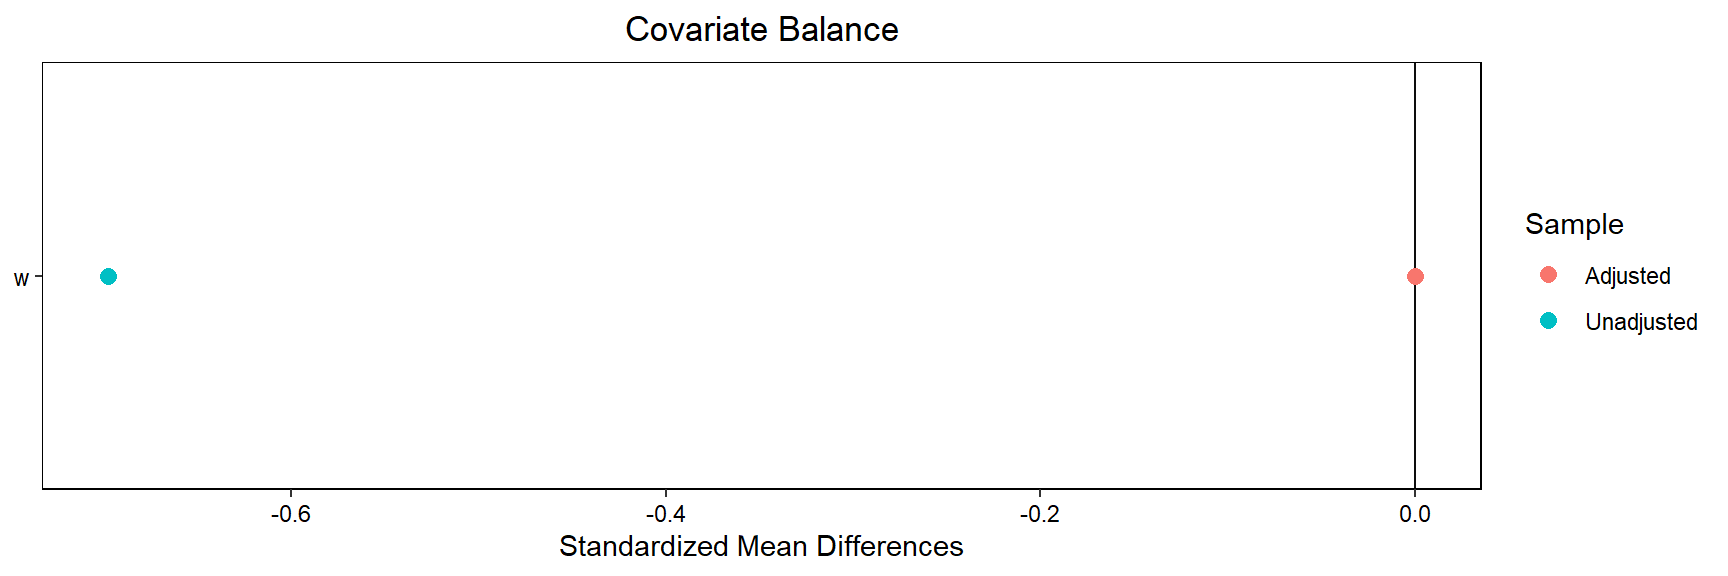 Covariate Balance
w
-0.6 -0.4 -0.2 0.0
Standardized Mean Differences
Sample
Adjusted
Unadjusted